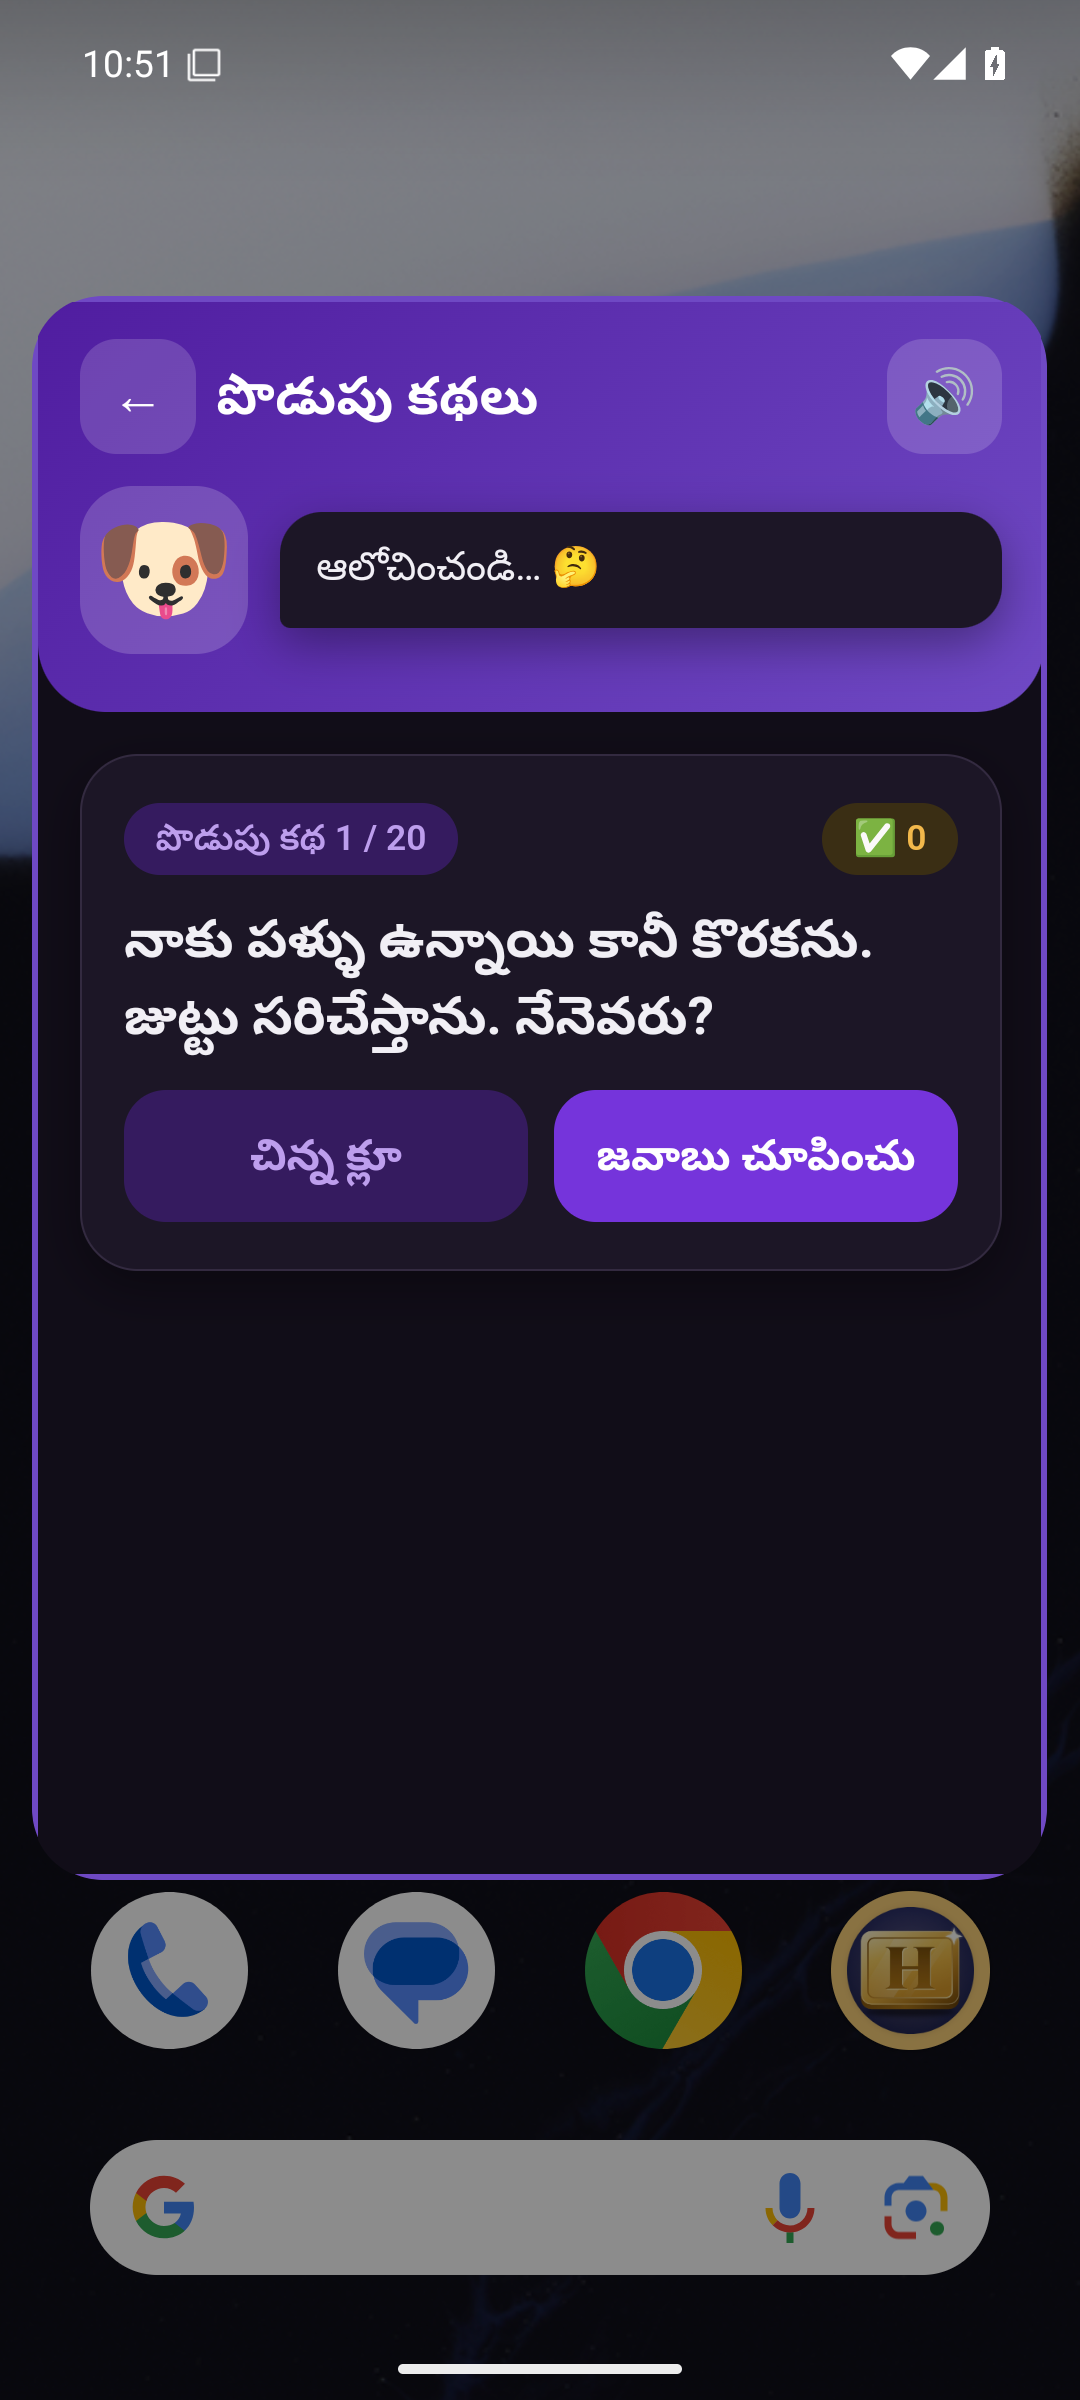 10:51
← పొడుపు కథలు
ఆలోచించండి... 🤔
పొడుపు కథ 1 / 20
✅ 0
నాకు పళ్ళు ఉన్నాయి కానీ కొరకను.
జుట్టు సరిచేస్తాను. నేనెవరు?
చిన్న క్లూ
జవాబు చూపించు
H
G